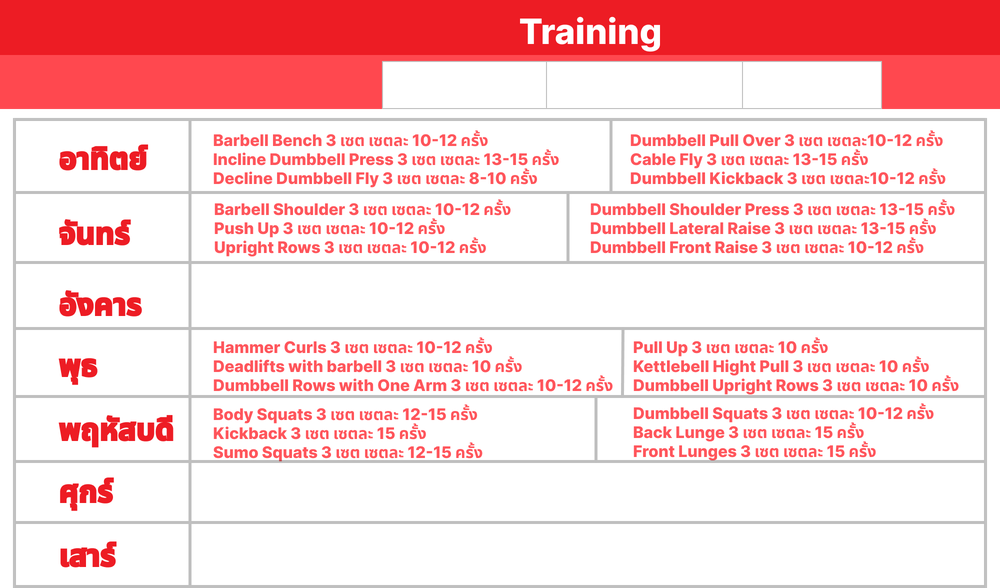 Training
อาทิตย์
Barbell Bench 3 เซต เซตละ 10-12 ครั้ง
Incline Dumbbell Press 3 เซต เซตละ 13-15 ครั้ง
Decline Dumbbell Fly 3 เซต เซตละ 8-10 ครั้ง
Dumbbell Pull Over 3 เซต เซตละ10-12 ครั้ง
Cable Fly 3 เซต เซตละ 13-15 ครั้ง
Dumbbell Kickback 3 เซต เซตละ10-12 ครั้ง
จันทร์
Barbell Shoulder 3 เซต เซตละ 10-12 ครั้ง
Push Up 3 เซต เซตละ 10-12 ครั้ง
Upright Rows 3 เซต เซตละ 10-12 ครั้ง
Dumbbell Shoulder Press 3 เซต เซตละ 13-15 ครั้ง
Dumbbell Lateral Raise 3 เซต เซตละ 13-15 ครั้ง
Dumbbell Front Raise 3 เซต เซตละ 10-12 ครั้ง
อังคาร
พุธ
Hammer Curls 3 เซต เซตละ 10-12 ครั้ง
Deadlifts with barbell 3 เซต เซตละ 10 ครั้ง
Dumbbell Rows with One Arm 3 เซต เซตละ 10-12 ครั้ง
Pull Up 3 เซต เซตละ 10 ครั้ง
Kettlebell Hight Pull 3 เซต เซตละ 10 ครั้ง
Dumbbell Upright Rows 3 เซต เซตละ 10 ครั้ง
พฤหัสบดี
Body Squats 3 เซต เซตละ 12-15 ครั้ง
Kickback 3 เซต เซตละ 15 ครั้ง
Sumo Squats 3 เซต เซตละ 12-15 ครั้ง
Dumbbell Squats 3 เซต เซตละ 10-12 ครั้ง
Back Lunge 3 เซต เซตละ 15 ครั้ง
Front Lunges 3 เซต เซตละ 15 ครั้ง
ศุกร์
เสาร์